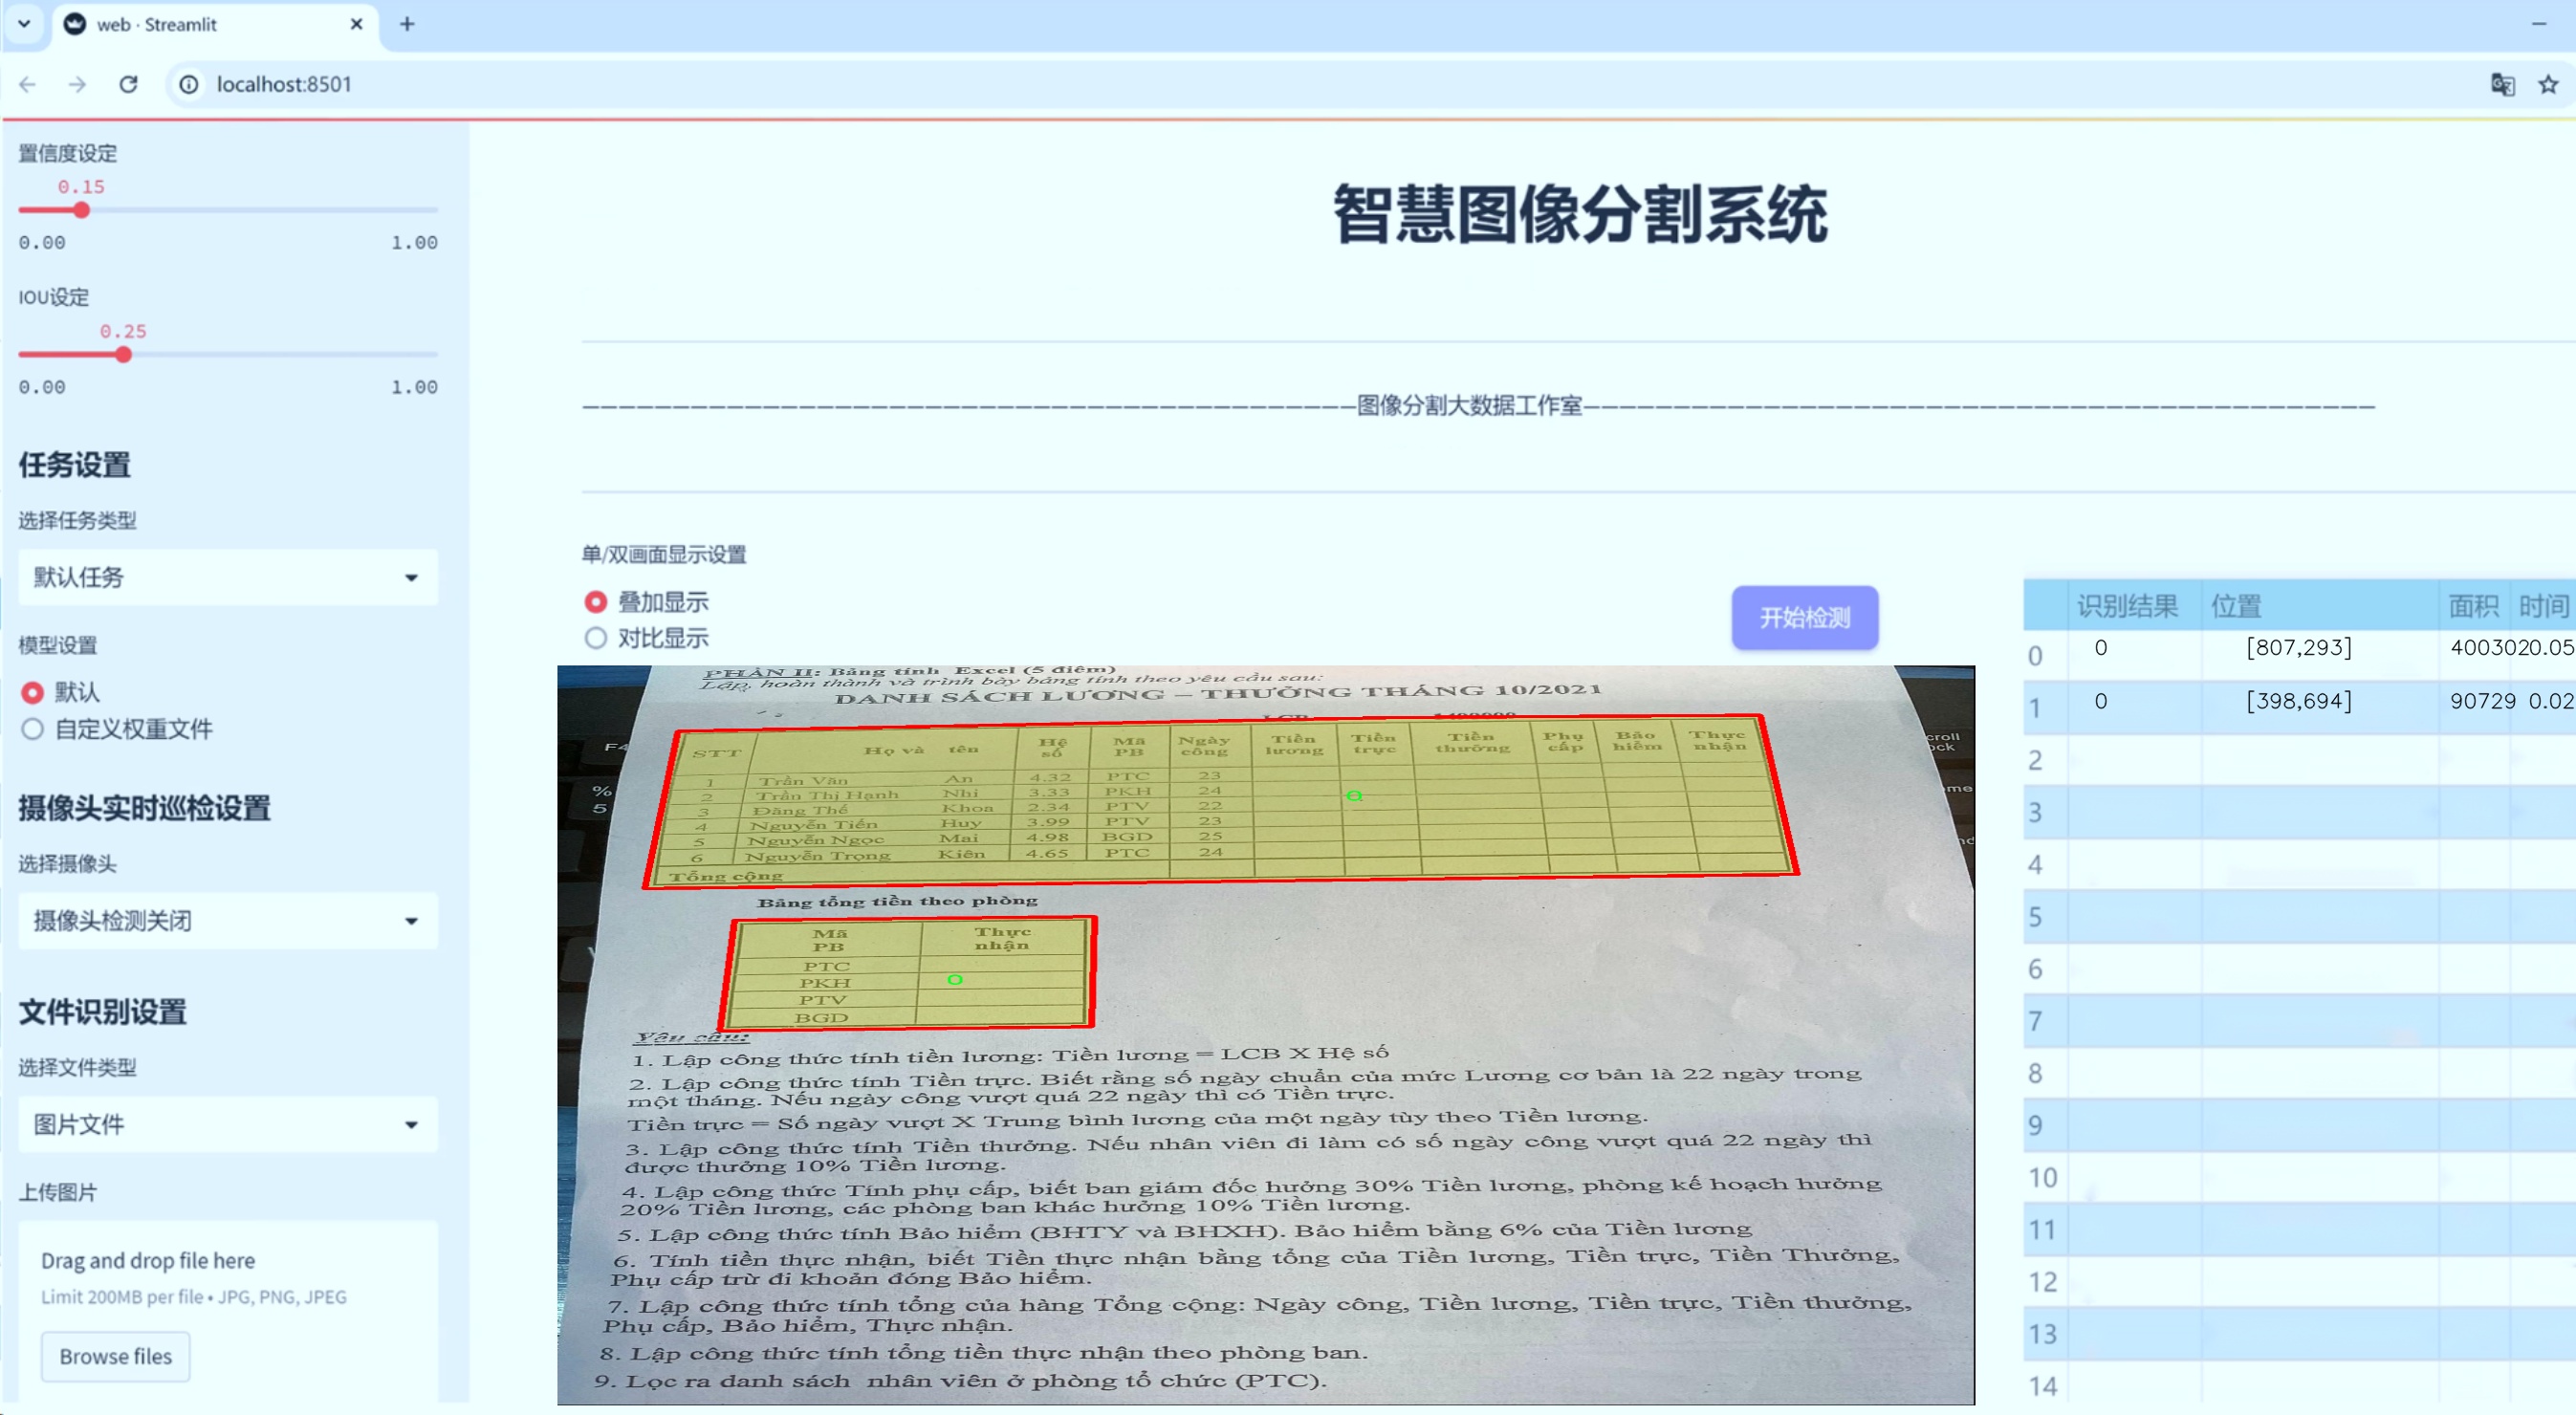 web · Streamlit
localhost:8501
置信度设定
0.15
0.00 1.00
IOU设定
0.25
0.00 1.00
任务设置
选择任务类型
默认任务
模型设置
默认
自定义权重文件
摄像头实时巡检设置
选择摄像头
摄像头检测关闭
文件识别设置
选择文件类型
图片文件
上传图片
Drag and drop file here
Limit 200MB per file • JPG, PNG, JPEG
Browse files
智慧图像分割系统
图像分割大数据工作室
单/双画面显示设置
叠加显示
对比显示
开始检测
PHẦN II: Bảng tính Excel (5 điểm)
Lập, hoàn thành và trình bày bảng tính theo yêu cầu sau:
DANH SÁCH LƯƠNG – THƯỞNG THÁNG 10/2021
STT Họ và tên Hệ số Mã PB Ngày công Tiền lương Tiền trực Tiền thưởng Phụ cấp Bảo hiểm Thực nhận
1 Trần Văn An 4.32 PTC 23
2 Trần Thị Hạnh Nhi 3.33 PKH 24
3 Đặng Thế Khoa 2.34 PTV 22
4 Nguyễn Tiến Huy 3.99 PTV 23
5 Nguyễn Ngọc Mai 4.98 BGD 25
6 Nguyễn Trọng Kiên 4.65 PTC 24
Tổng cộng
Bảng tổng tiền theo phòng
Mã PB Thực nhận
PTC
PKH
PTV
BGD
Yêu cầu:
1. Lập công thức tính tiền lương: Tiền lương = LCB X Hệ số
2. Lập công thức tính Tiền trực. Biết rằng số ngày chuẩn của mức Lương cơ bản là 22 ngày trong
một tháng. Nếu ngày công vượt quá 22 ngày thì có Tiền trực.
Tiền trực = Số ngày vượt X Trung bình lương của một ngày tùy theo Tiền lương.
3. Lập công thức tính Tiền thưởng. Nếu nhân viên đi làm có số ngày công vượt quá 22 ngày thì
được thưởng 10% Tiền lương.
4. Lập công thức Tính phụ cấp, biết ban giám đốc hưởng 30% Tiền lương, phòng kế hoạch hưởng
20% Tiền lương, các phòng ban khác hưởng 10% Tiền lương.
5. Lập công thức tính Bảo hiểm (BHTY và BHXH). Bảo hiểm bằng 6% của Tiền lương
6. Tính tiền thực nhận, biết Tiền thực nhận bằng tổng của Tiền lương, Tiền trực, Tiền Thưởng,
Phụ cấp trừ đi khoản đóng Bảo hiểm.
7. Lập công thức tính tổng của hàng Tổng cộng: Ngày công, Tiền lương, Tiền trực, Tiền thưởng,
Phụ cấp, Bảo hiểm, Thực nhận.
8. Lập công thức tính tổng tiền thực nhận theo phòng ban.
9. Lọc ra danh sách nhân viên ở phòng tổ chức (PTC).
识别结果 位置 面积 时间
0 0 [807,293] 4003020.05
1 0 [398,694] 90729 0.02
2
3
4
5
6
7
8
9
10
11
12
13
14